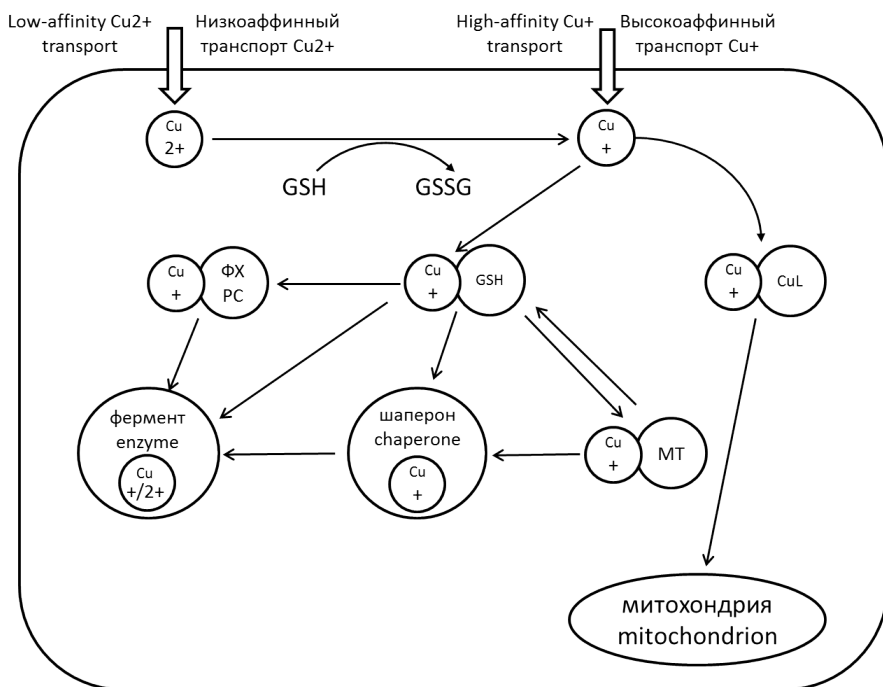 Low-affinity Cu2+
transport
Низкоаффинный
транспорт Cu2+
High-affinity Cu+
transport
Высокоаффинный
транспорт Cu+
Cu
2+
Cu
+
GSH
GSSG
Cu
+
ФХ
PC
Cu
+
GSH
Cu
+
CuL
фермент
enzyme
Cu
+/2+
шаперон
chaperone
Cu
+
Cu
+
МТ
митохондрия
mitochondrion